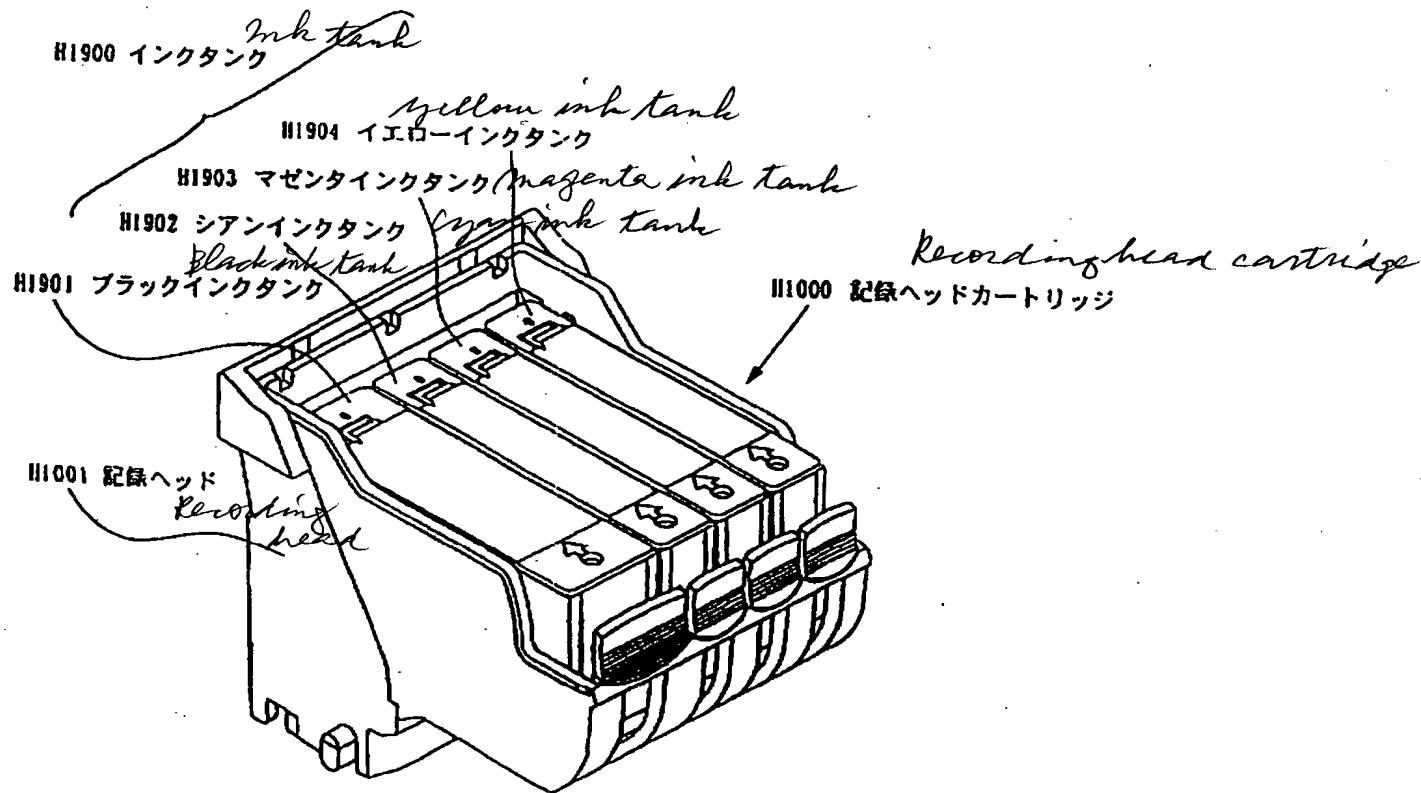 Ink tank
H1900 インクタンク
yellow ink tank
H1904 イエローインクタンク
H1903 マゼンタインクタンク magenta ink tank
H1902 シアンインクタンク cyan ink tank
Black ink tank
H1901 ブラックインクタンク
Recording head cartridge
H1000 記録ヘッドカートリッジ
H1001 記録ヘッド
Recording
head